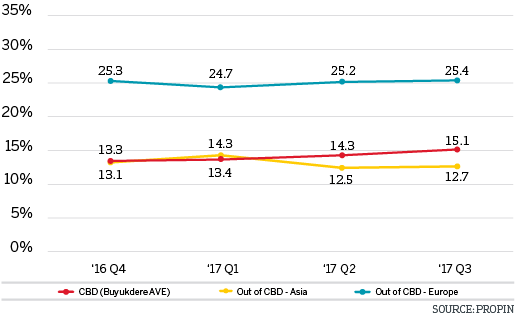 35%
30%
25.3 24.7 25.2 25.4
25%
20%
13.3 14.3 14.3 15.1
15%
13.1 13.4 12.5 12.7
10%
5%
0%
‘16 Q4 ‘17 Q1 ‘17 Q2 ‘17 Q3
CBD (Buyukdere AVE) Out of CBD - Asia Out of CBD - Europe
SOURCE: PROPIN